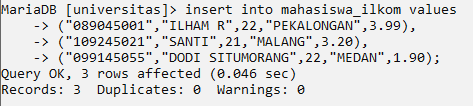 MariaDB [universitas]> insert into mahasiswa_ilkom values
    -> ("089045001","ILHAM R",22,"PEKALONGAN",3.99),
    -> ("109245021","SANTI",21,"MALANG",3.20),
    -> ("099145055","DODI SITUMORANG",22,"MEDAN",1.90);
Query OK, 3 rows affected (0.046 sec)
Records: 3  Duplicates: 0  Warnings: 0